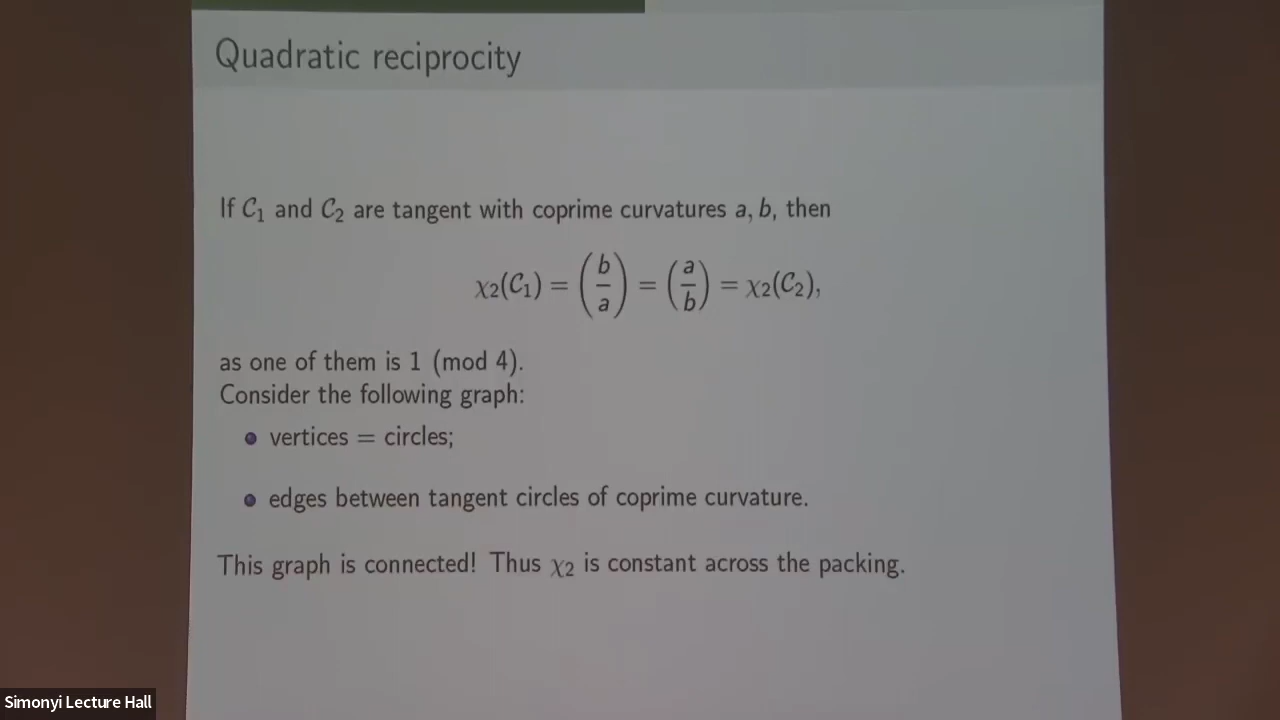 Quadratic reciprocity
If C₁ and C₂ are tangent with coprime curvatures a, b, then
χ₂(C₁) = (b/a) = (a/b) = χ₂(C₂),
as one of them is 1 (mod 4).
Consider the following graph:
vertices = circles;
edges between tangent circles of coprime curvature.
This graph is connected! Thus χ₂ is constant across the packing.
Simonyi Lecture Hall